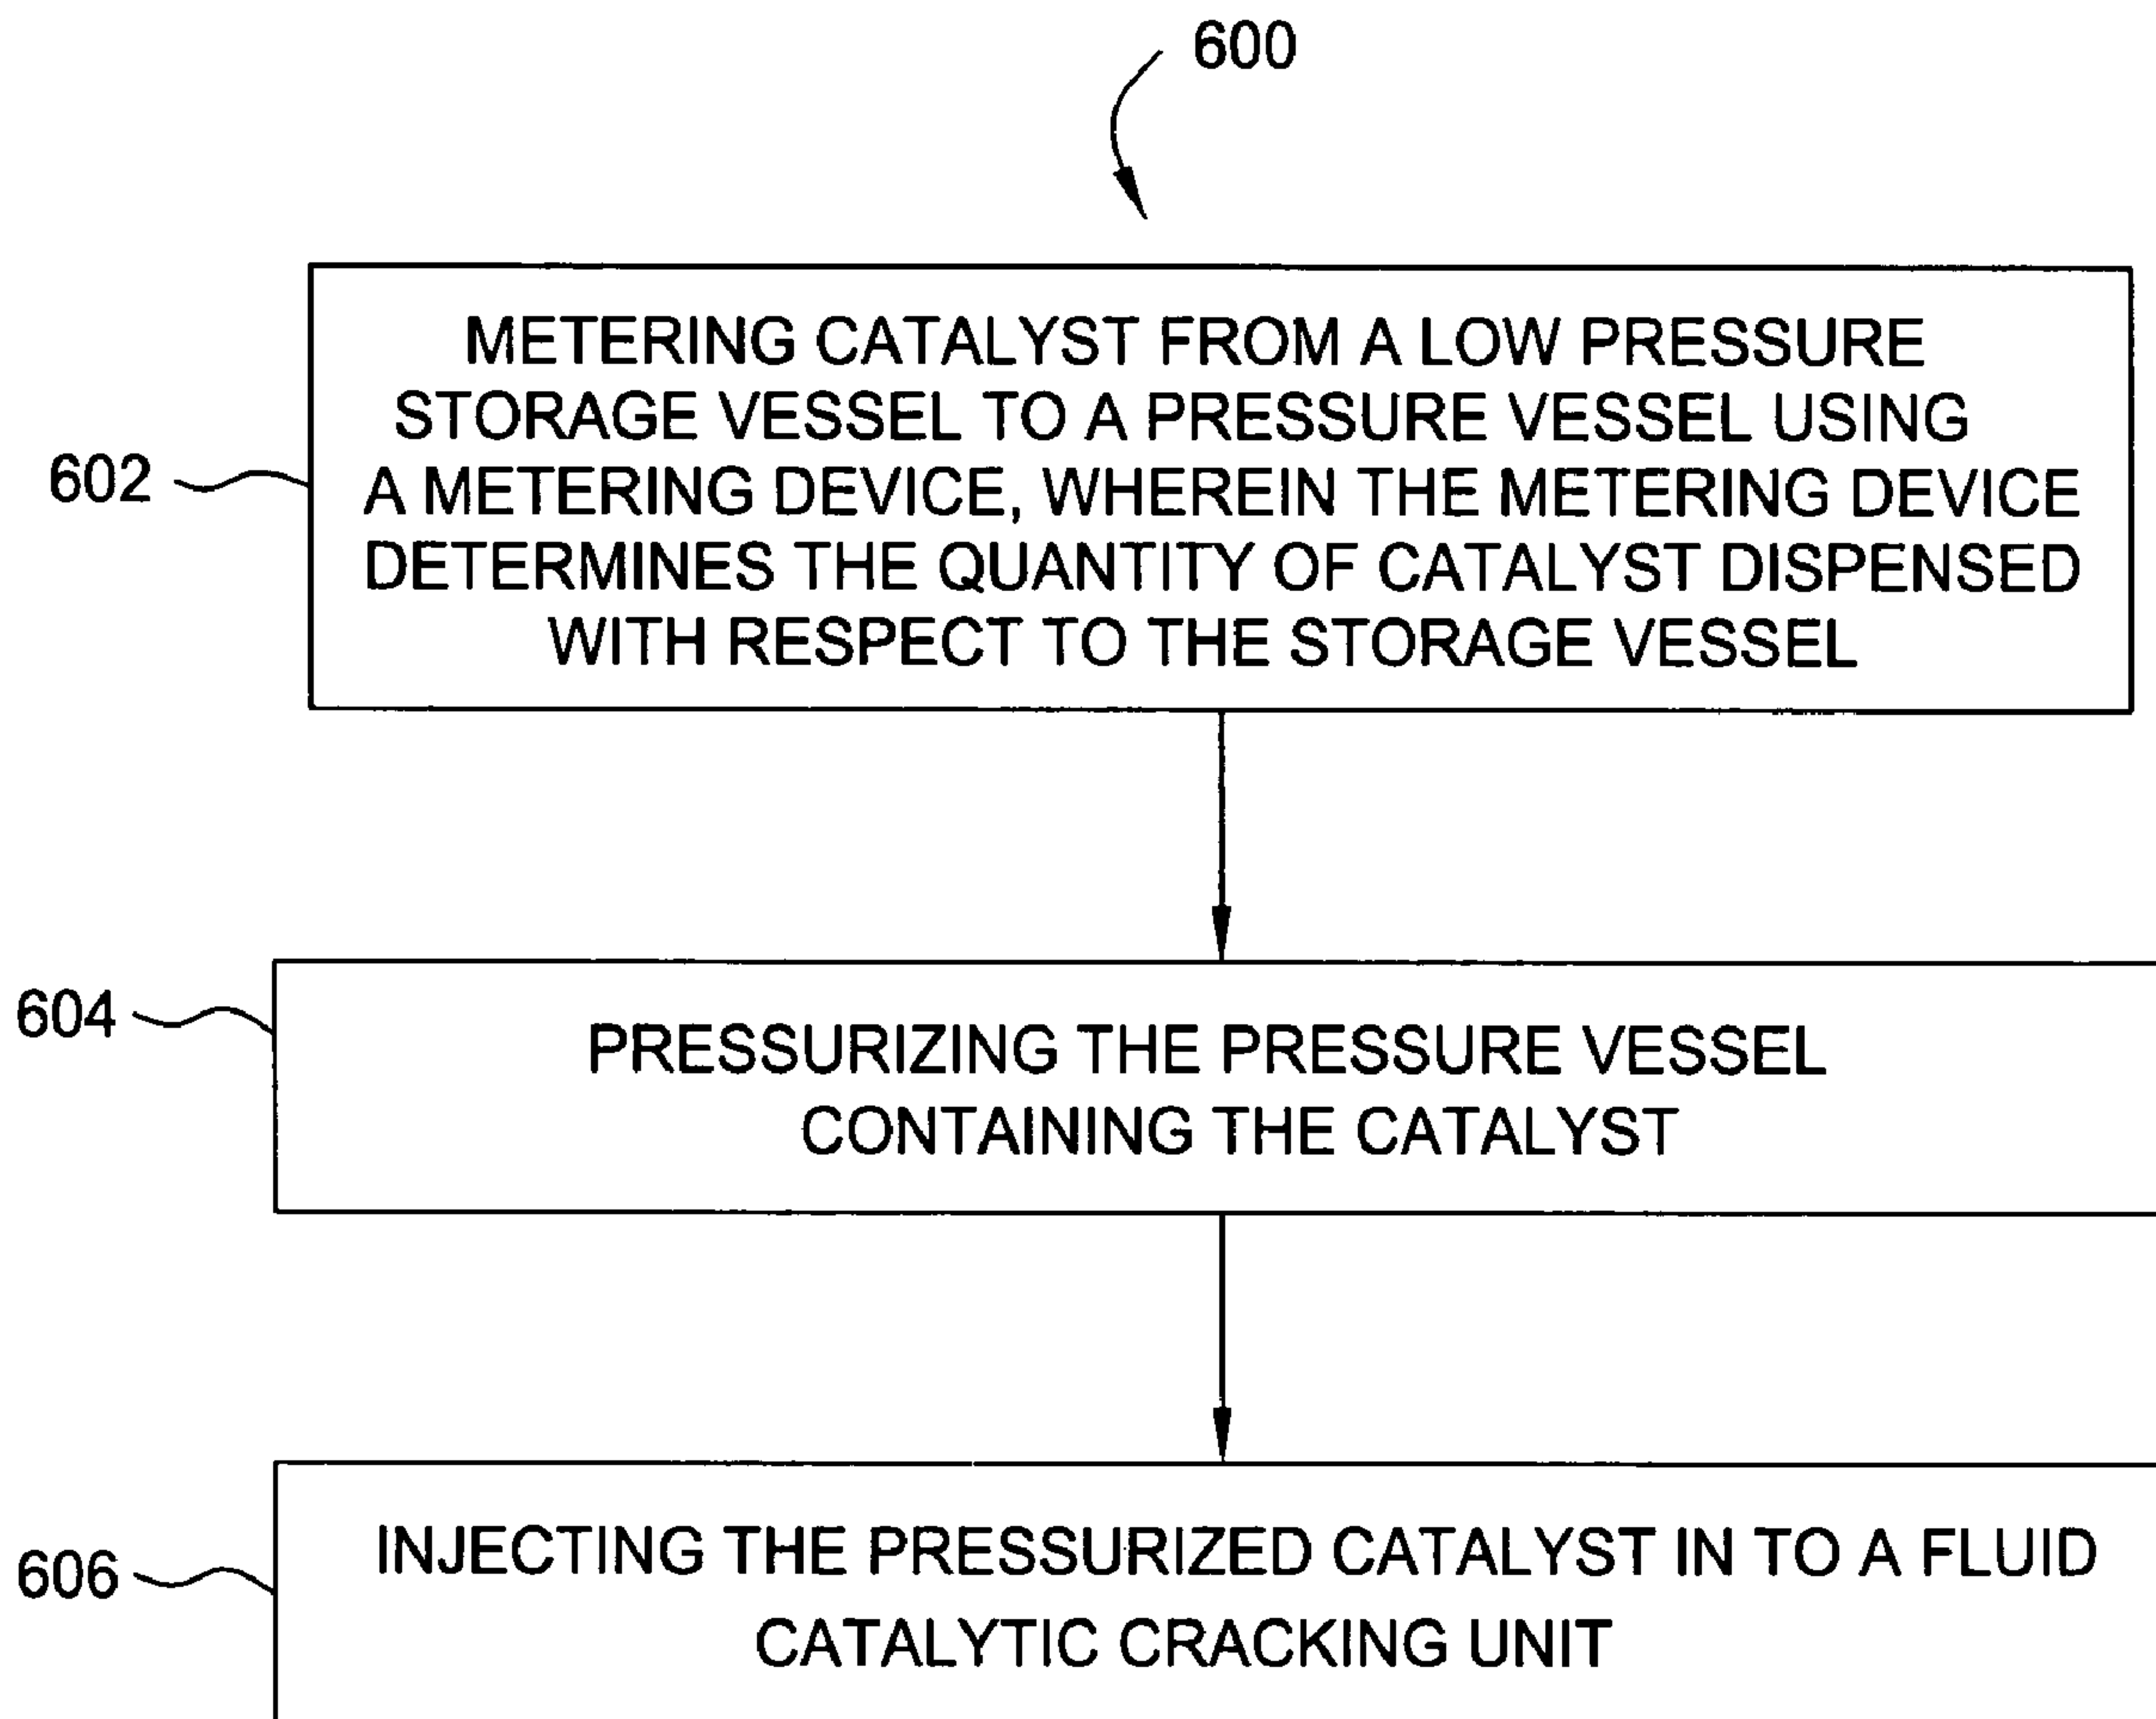 600
METERING CATALYST FROM A LOW PRESSURE
STORAGE VESSEL TO A PRESSURE VESSEL USING
A METERING DEVICE, WHEREIN THE METERING DEVICE
DETERMINES THE QUANTITY OF CATALYST DISPENSED
WITH RESPECT TO THE STORAGE VESSEL
602
604
PRESSURIZING THE PRESSURE VESSEL
CONTAINING THE CATALYST
606
INJECTING THE PRESSURIZED CATALYST IN TO A FLUID
CATALYTIC CRACKING UNIT